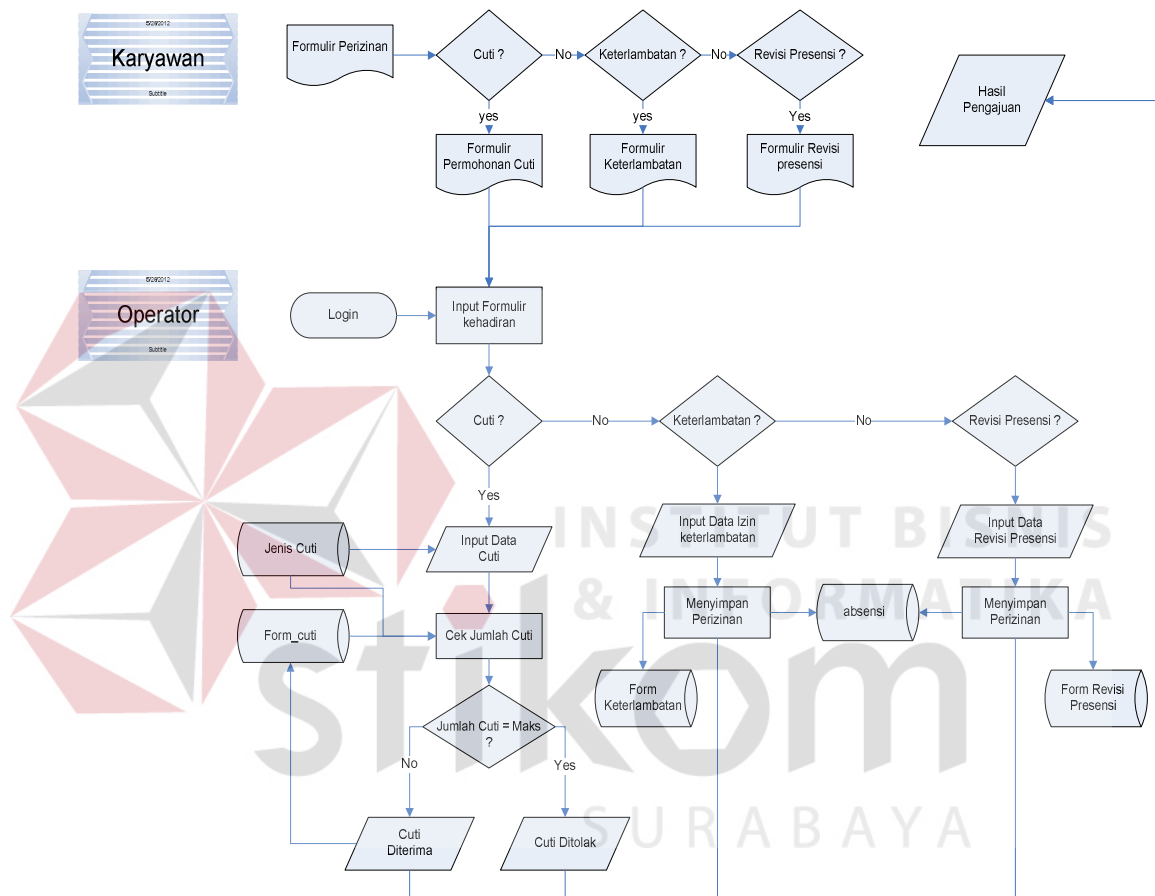 5/28/2012
Karyawan
Subtitle
Formulir Perizinan
Cuti ?
No
Keterlambatan ?
No
Revisi Presensi ?
Hasil
Pengajuan
yes
yes
Yes
Formulir
Permohonan Cuti
Formulir
Keterlambatan
Formulir Revisi
presensi
5/28/2012
Operator
Subtitle
Login
Input Formulir
kehadiran
Cuti ?
No
Keterlambatan ?
No
Revisi Presensi ?
Yes
Jenis Cuti
Input Data
Cuti
Input Data Izin
keterlambatan
Input Data
Revisi Presensi
INSTITUT BISNIS
& INFORMATIKA
Form_cuti
Cek Jumlah Cuti
Menyimpan
Perizinan
absensi
Menyimpan
Perizinan
stikom
Form
Keterlambatan
Form Revisi
Presensi
Jumlah Cuti = Maks
?
No
Yes
Cuti
Diterima
Cuti Ditolak
SURABAYA